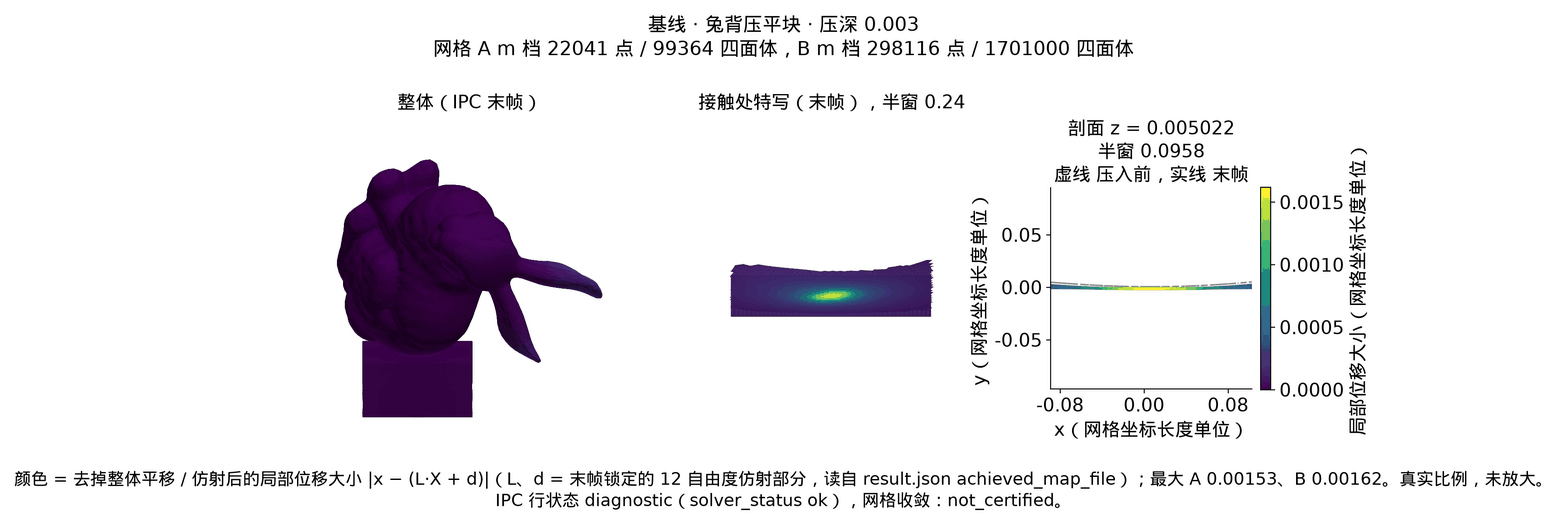 基线 · 兔背压平块 · 压深 0.003
网格 A m 档 22041 点 / 99364 四面体，B m 档 298116 点 / 1701000 四面体
整体（IPC 末帧）
接触处特写（末帧），半窗 0.24
剖面 z = 0.005022
半窗 0.0958
虚线 压入前，实线 末帧
y（网格坐标长度单位）
0.05
0.00
-0.05
-0.08 0.00 0.08
x（网格坐标长度单位）
0.0015
0.0010
0.0005
0.0000
局部位移大小（网格坐标长度单位）
颜色 = 去掉整体平移 / 仿射后的局部位移大小 |x − (L·X + d)|（L、d = 末帧锁定的 12 自由度仿射部分，读自 result.json achieved_map_file）；最大 A 0.00153、B 0.00162。真实比例，未放大。
IPC 行状态 diagnostic（solver_status ok），网格收敛：not_certified。